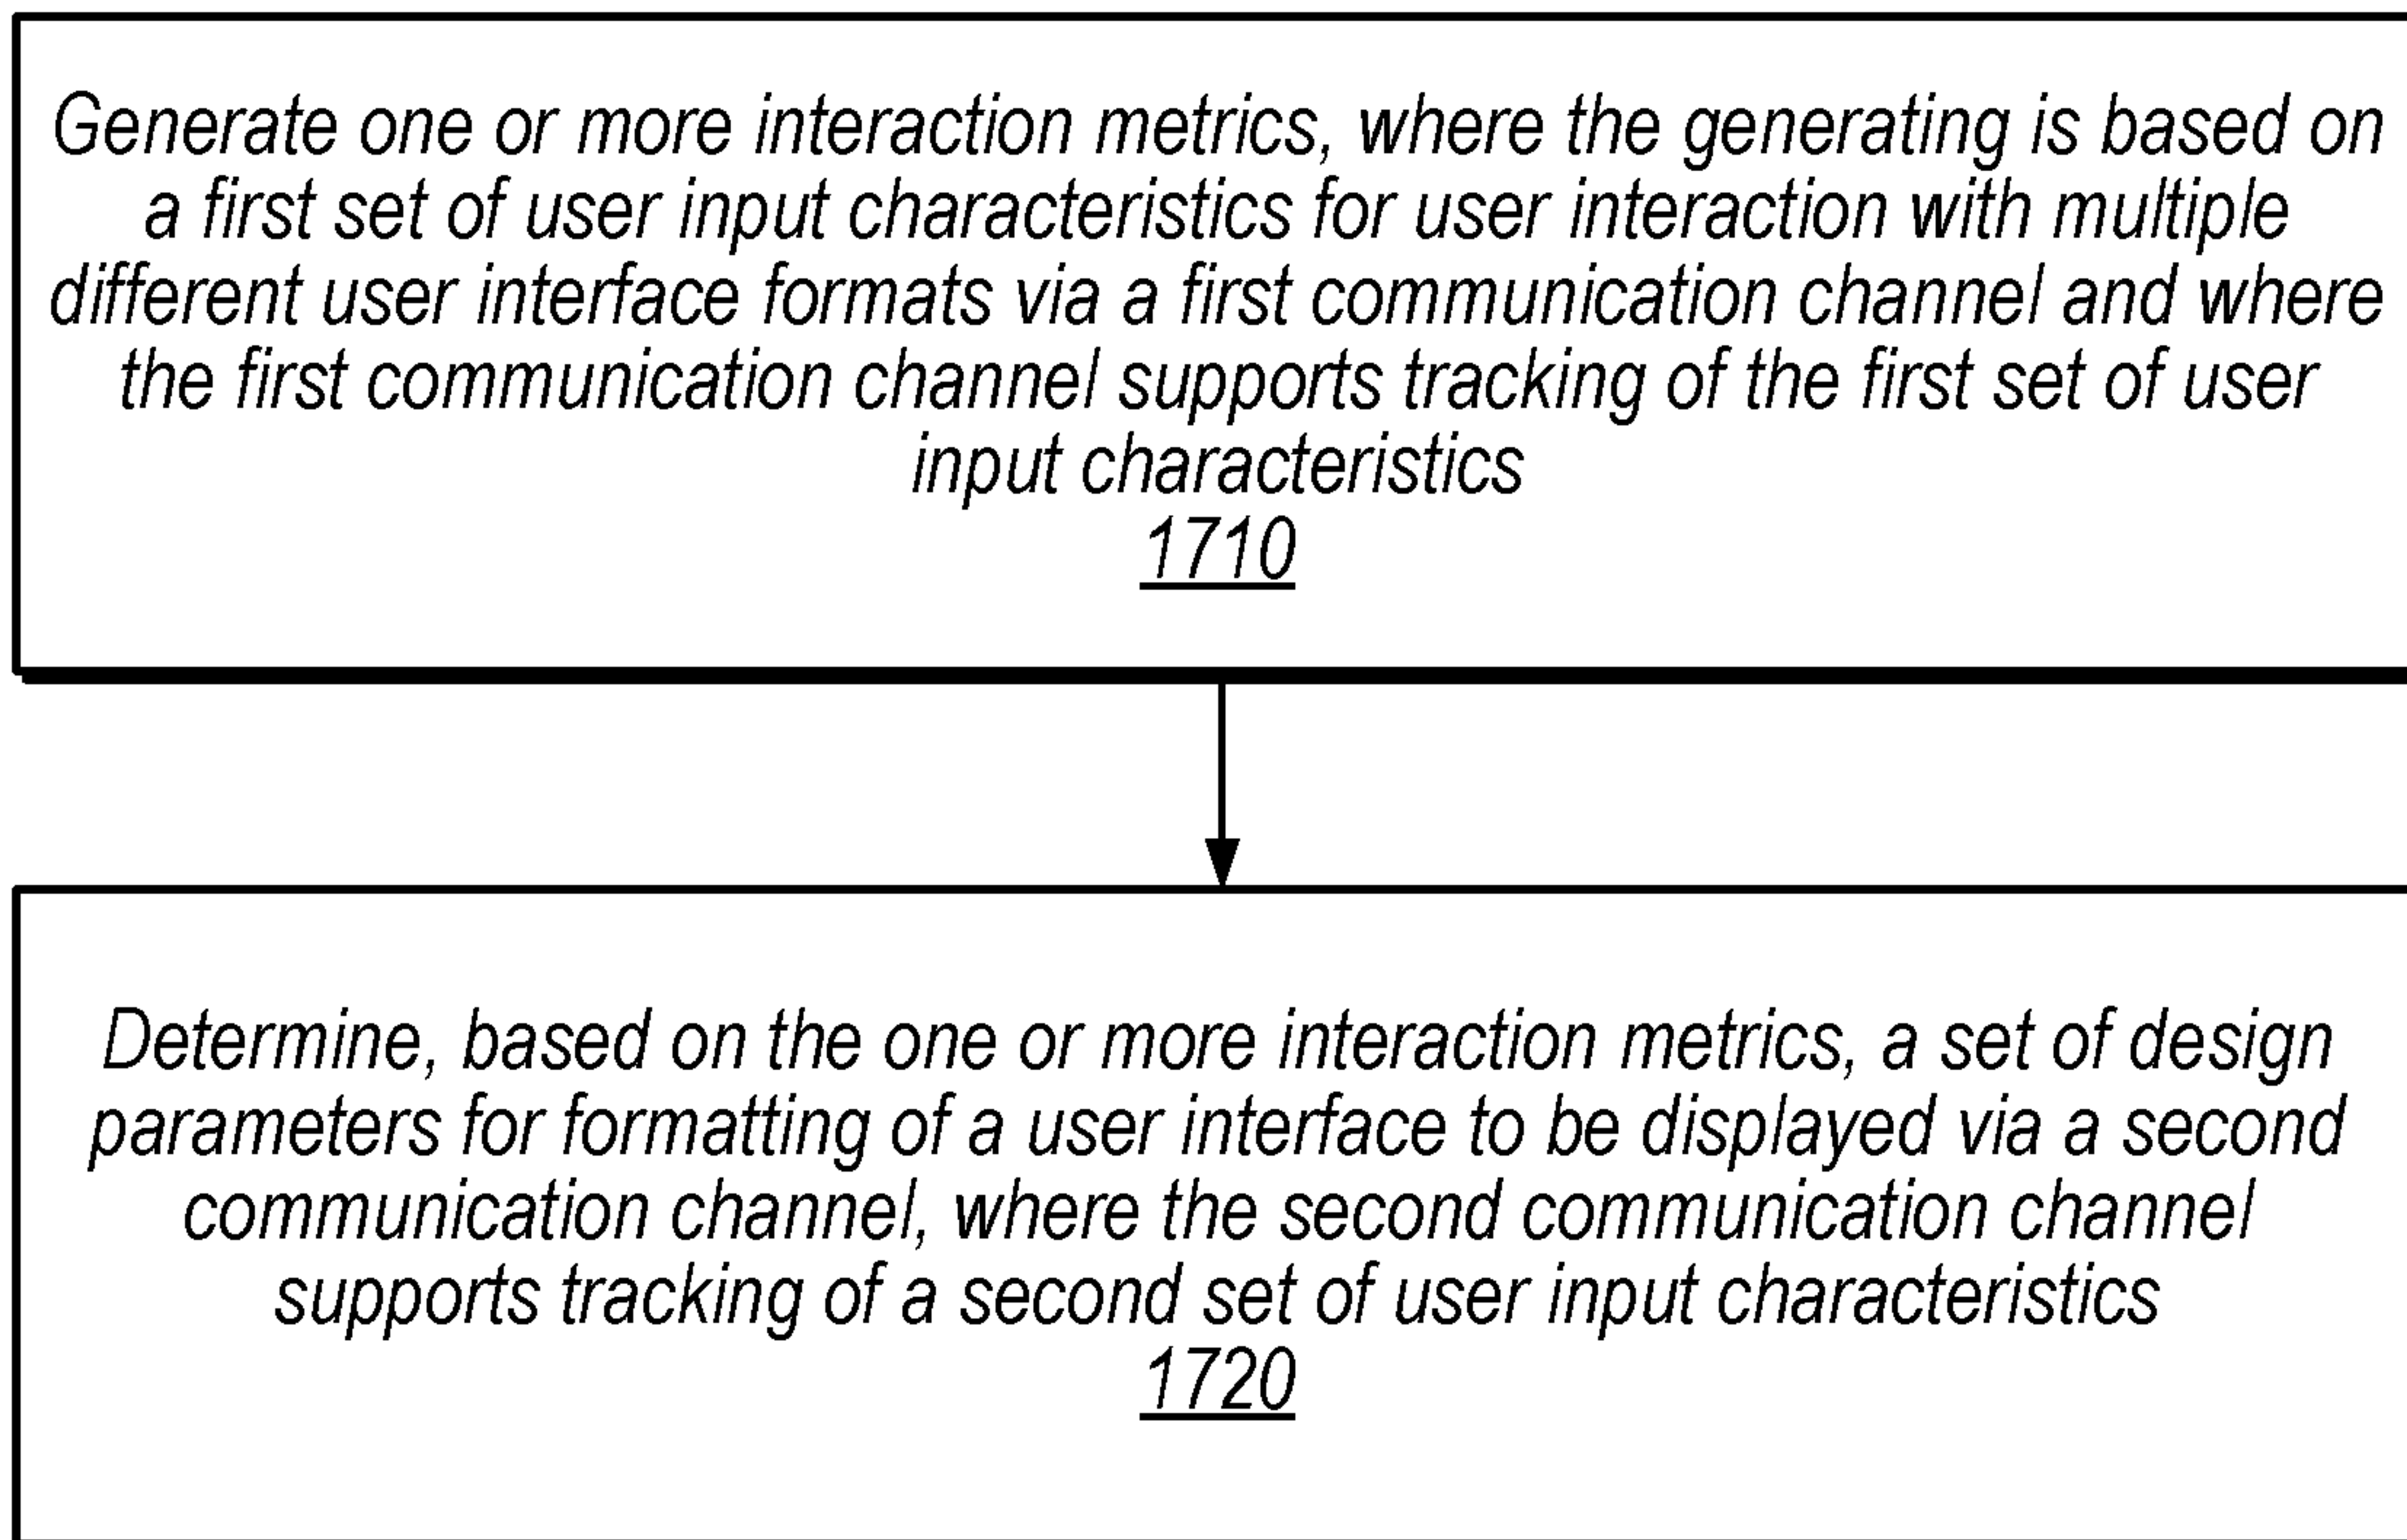 Generate one or more interaction metrics, where the generating is based on
a first set of user input characteristics for user interaction with multiple
different user interface formats via a first communication channel and where
the first communication channel supports tracking of the first set of user
input characteristics
1710
Determine, based on the one or more interaction metrics, a set of design
parameters for formatting of a user interface to be displayed via a second
communication channel, where the second communication channel
supports tracking of a second set of user input characteristics
1720